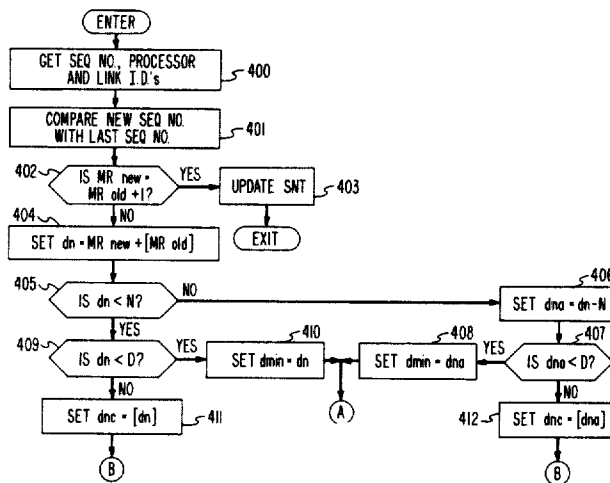 ENTER
GET SEQ NO., PROCESSOR
AND LINK I.D.'s
400
COMPARE NEW SEQ NO.
WITH LAST SEQ NO.
401
402
IS MR new =
MR old +1?
YES
UPDATE SNT
403
NO
EXIT
404
SET dn = MR new + [MR old]
405
IS dn < N?
NO
406
SET dna = dn-N
YES
409
IS dn < D?
YES
410
SET dmin = dn
408
SET dmin = dna
YES
407
IS dna < D?
NO
A
NO
SET dnc = [dn]
411
412
SET dnc = [dna]
B
B